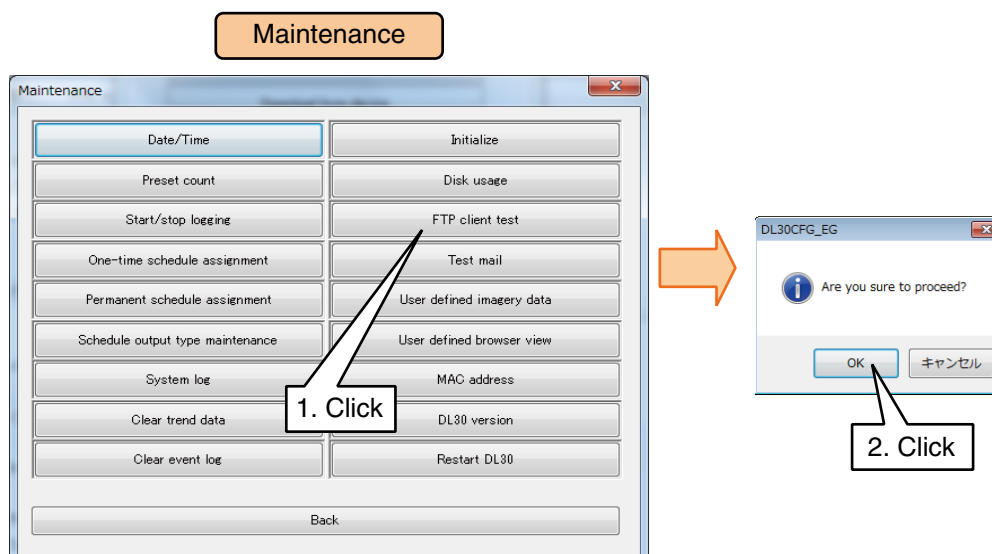 Maintenance
Maintenance
Date/Time
Initialize
Preset count
Disk usage
Start/stop logging
FTP client test
One-time schedule assignment
Test mail
Permanent schedule assignment
User defined imagery data
Schedule output type maintenance
User defined browser view
System log
MAC address
Clear trend data
DL30 version
Clear event log
Restart DL30
Back
1. Click
DL30CFG_EG
Are you sure to proceed?
OK
キャンセル
2. Click